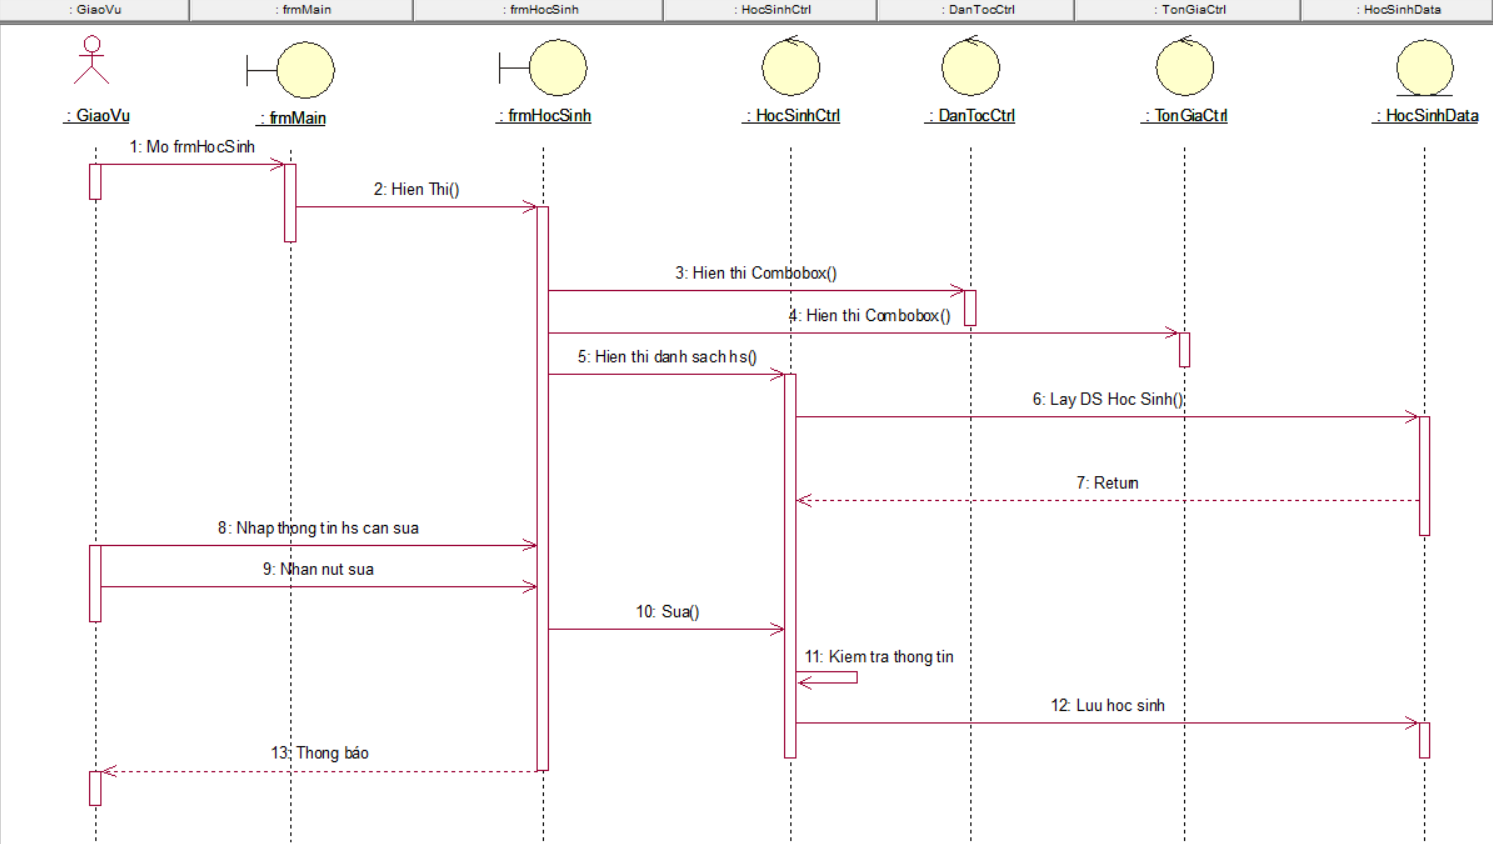 : GiaoVu
: frmMain
: frmHocSinh
: HocSinhCtrl
: DanTocCtrl
: TonGiaCtrl
: HocSinhData
: GiaoVu
: frmMain
: frmHocSinh
: HocSinhCtrl
: DanTocCtrl
: TonGiaCtrl
: HocSinhData
1: Mo frmHocSinh
2: Hien Thi()
3: Hien thi Combobox()
4: Hien thi Combobox()
5: Hien thi danh sach hs()
6: Lay DS Hoc Sinh()
7: Return
8: Nhap thong tin hs can sua
9: Nhan nut sua
10: Sua()
11: Kiem tra thong tin
12: Luu hoc sinh
13: Thong báo